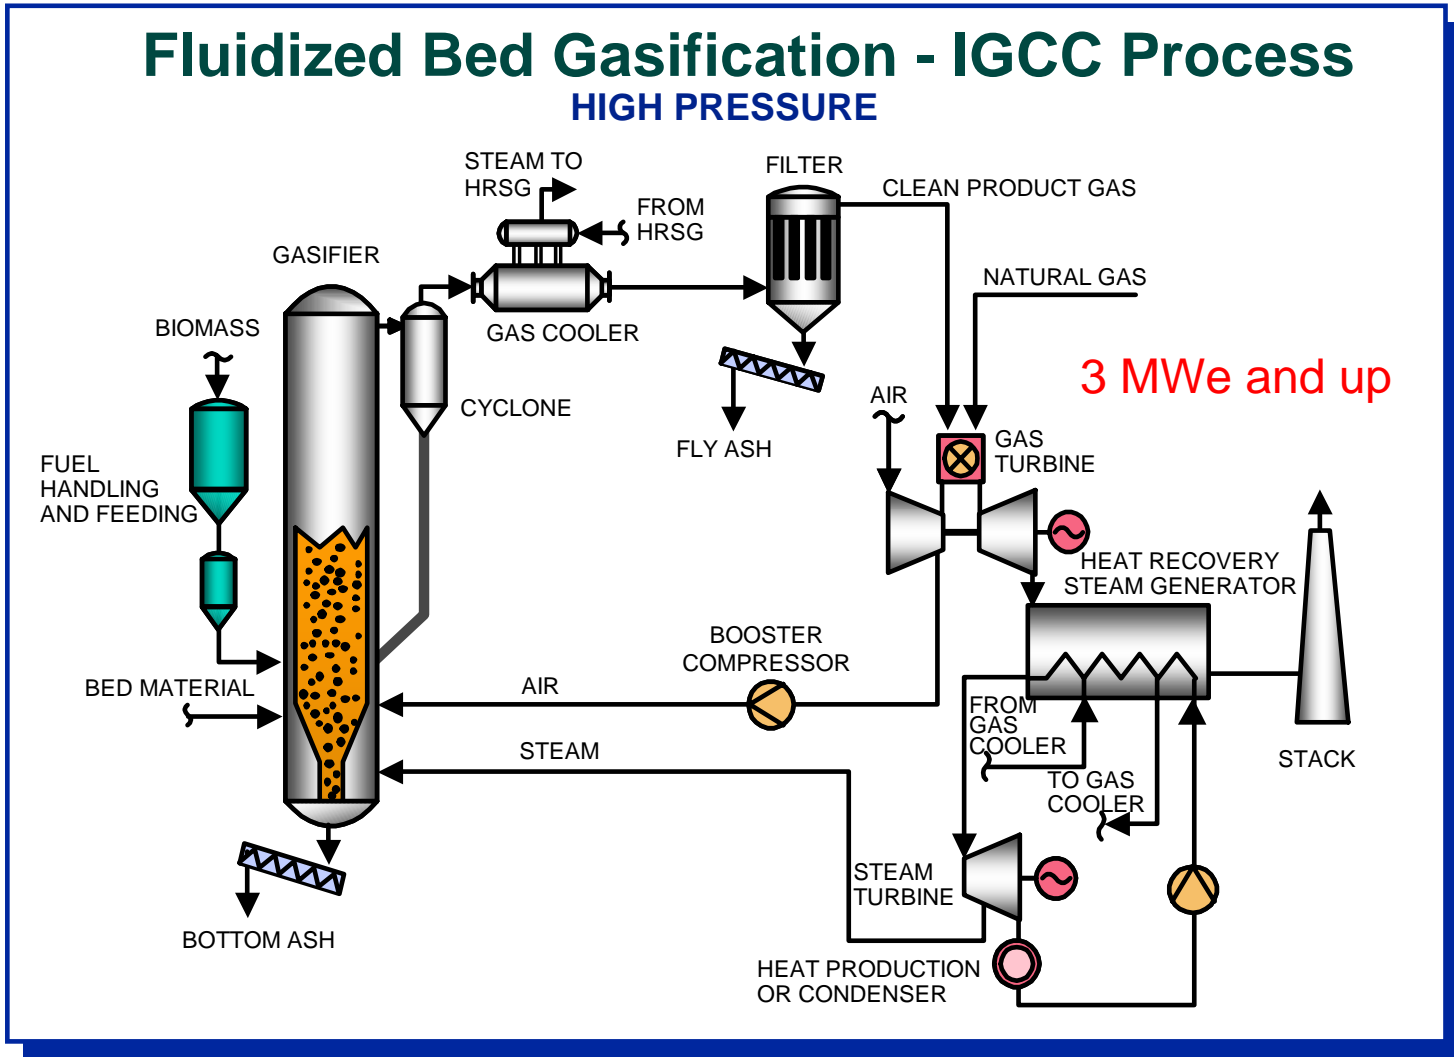 Fluidized Bed Gasification - IGCC Process
HIGH PRESSURE
STEAM TO
HRSG
FROM
HRSG
FILTER
CLEAN PRODUCT GAS
GASIFIER
NATURAL GAS
BIOMASS
GAS COOLER
3 MWe and up
AIR
CYCLONE
FLY ASH
GAS
TURBINE
FUEL
HANDLING
AND FEEDING
HEAT RECOVERY
STEAM GENERATOR
BOOSTER
COMPRESSOR
BED MATERIAL
AIR
FROM
GAS
COOLER
STEAM
STACK
TO GAS
COOLER
STEAM
TURBINE
BOTTOM ASH
HEAT PRODUCTION
OR CONDENSER